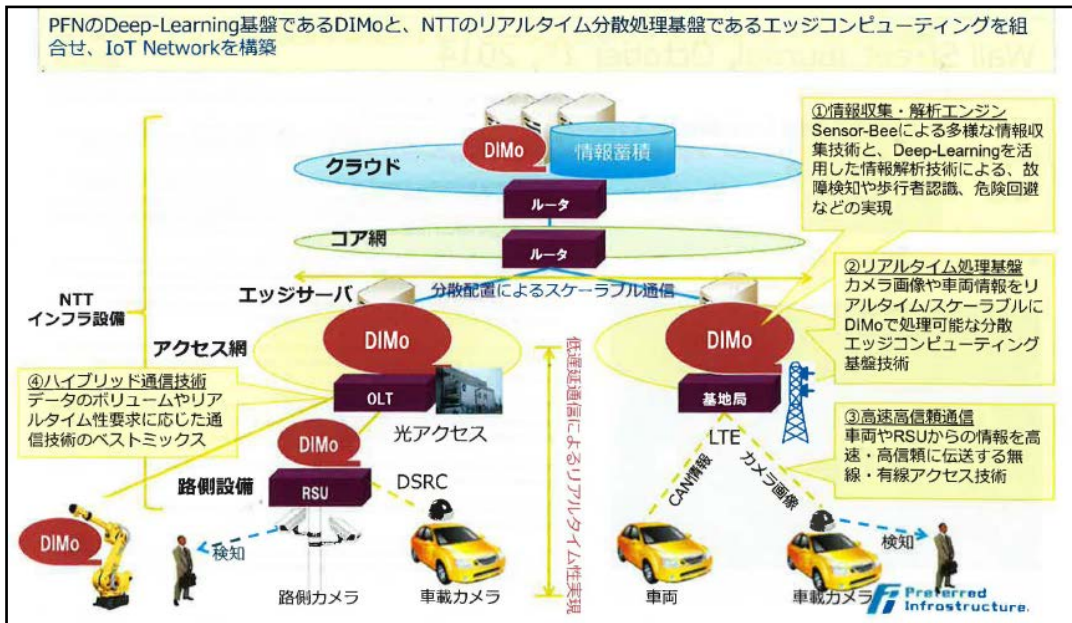 PFNのDeep-Learning基盤であるDIMoと、NTTのリアルタイム分散処理基盤であるエッジコンピューティングを組
合せ、IoT Networkを構築
①情報収集・解析エンジン
Sensor-Beeによる多様な情報収
集技術と、Deep-Learningを活
用した情報解析技術による、故
障検知や歩行者認識、危険回避
などの実現
DIMo
情報蓄積
クラウド
ルータ
コア網
ルータ
②リアルタイム処理基盤
カメラ画像や車両情報をリ
アルタイム/スケーラブルに
DIMoで処理可能な分散
エッジコンピューティング
基盤技術
エッジサーバ
分散配置によるスケーラブル通信
NTT
インフラ設備
DIMo
DIMo
アクセス網
④ハイブリッド通信技術
データのボリュームやリア
ルタイム性要求に応じた通
信技術のベストミックス
OLT
基地局
光アクセス
LTE
③高速高信頼通信
車両やRSUからの情報を高
速・高信頼に伝送する無
線・有線アクセス技術
低遅延通信によるリアルタイム性実現
DIMo
路側設備
RSU
DSRC
CAN情報
カメラ画像
DIMo
検知
検知
路側カメラ
車載カメラ
車両
車載カメラ
Preferred
Infrastructure.